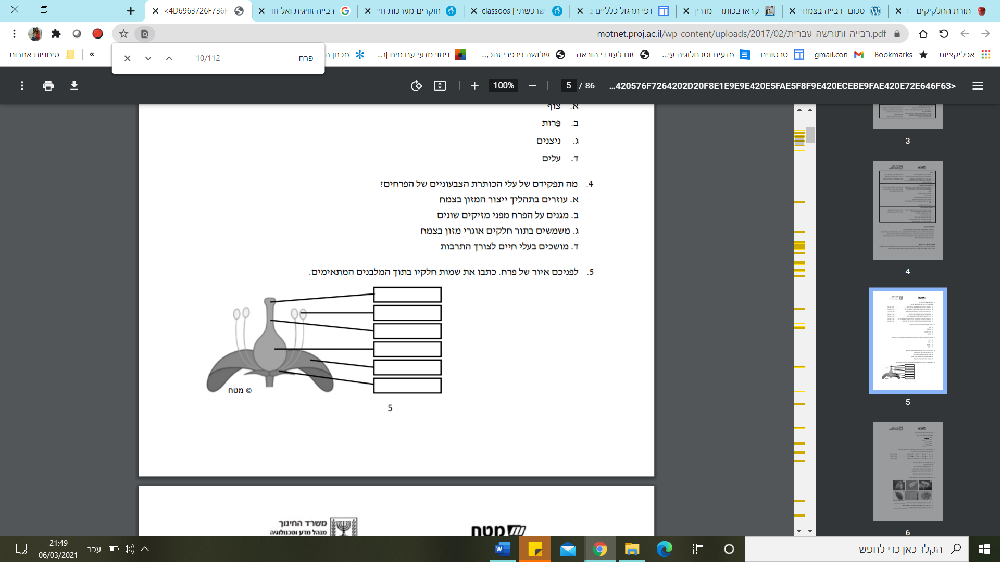 <4D6963726F736F
רבייה זוויגית ואל זווי
חוקרים מערכות חי
שרכשתי | classoos
דפי תרגול כלליים ב
קראו בכותר - מדריך
סכום- רבייה בצמחי
תורת החלקיקים -
motnet.proj.ac.il/wp-content/uploads/2017/02/רבייה-ותורשה-עברית.pdf
אפליקציות
Bookmarks
gmail.con
סרטונים
מדעים וטכנולוגיה עי...
זום לעובדי הוראה
שלושה פרפרי זהב,...
ניסוי מדעי עם מים |נ...
מבחן ה
«
סימניות אחרות
פרח
10/112
...420576F7264202D20F8E1E9E9E420E5FAE5F8F9E420ECEBE9FAE420E72E646F63>
5 / 86
100%
א. צוף
ב. פֵּרות
ג. ניצנים
ד. עלים
4. מה תפקידם של עלי הכותרת הצבעוניים של הפרחים?
א. עוזרים בתהליך ייצור המזון בצמח
ב. מגנים על הפרח מפני מזיקים שונים
ג. משמשים בתור חלקים אוגרי מזון בצמח
ד. מושכים בעלי חיים לצורך התרבות
5. לפניכם איור של פרח. כתבו את שמות חלקיו בתוך המלבנים המתאימים.
© מטח
5
משרד החינוך
מנהל מדע וטכנולוגיה
מטח
3
4
5
6
הקלד כאן כדי לחפש
עבר
21:49
06/03/2021